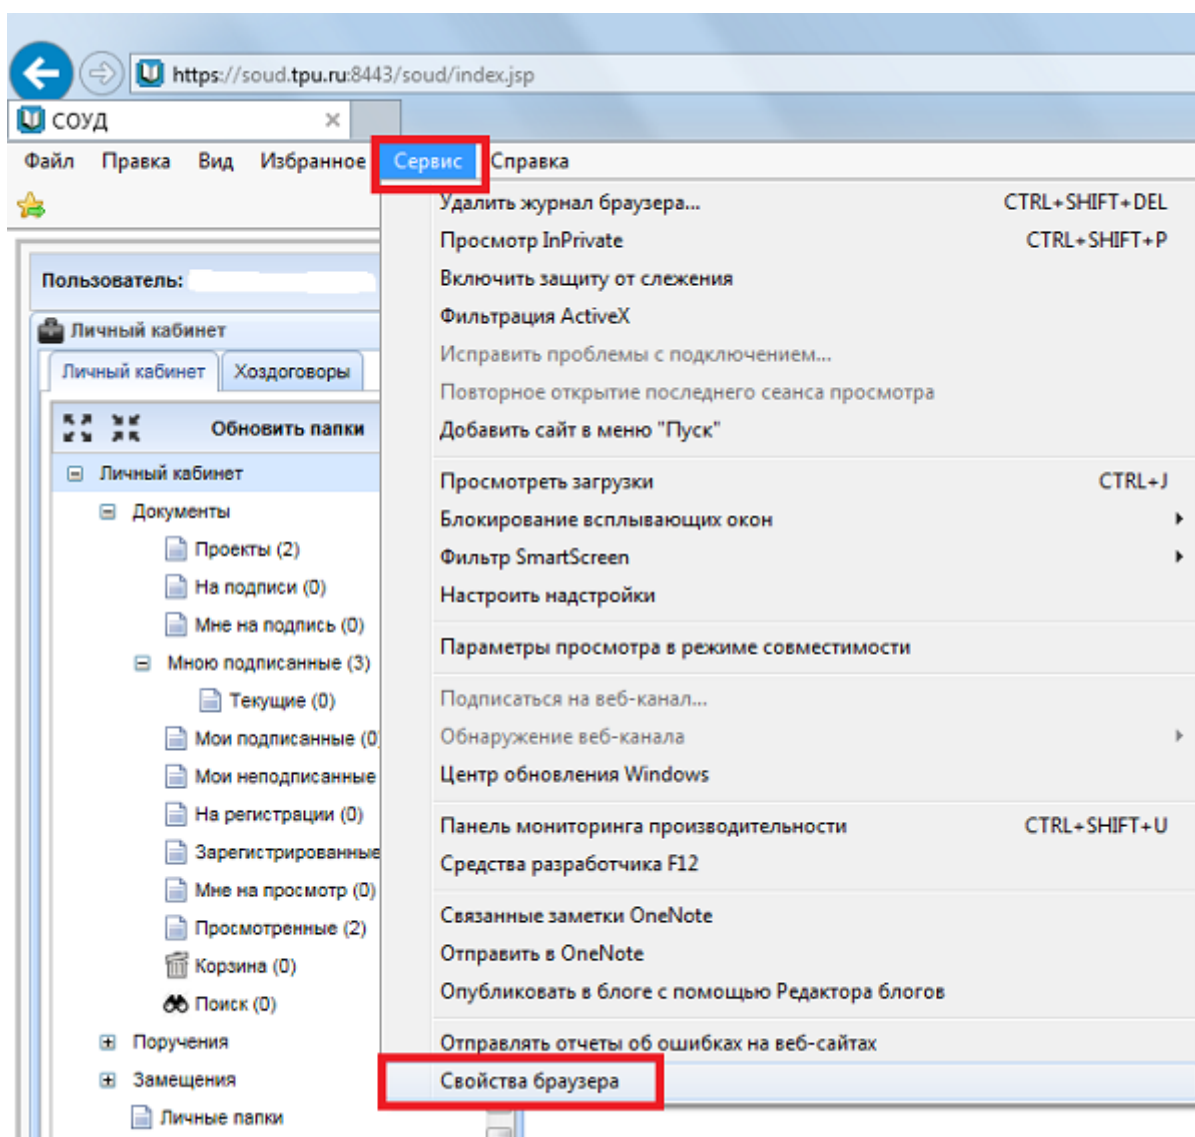 https://soud.tpu.ru:8443/soud/index.jsp
СОУД
Файл Правка Вид Избранное Сервис Справка
Удалить журнал браузера... CTRL+SHIFT+DEL
Просмотр InPrivate CTRL+SHIFT+P
Включить защиту от слежения
Фильтрация ActiveX
Исправить проблемы с подключением...
Повторное открытие последнего сеанса просмотра
Добавить сайт в меню "Пуск"
Просмотреть загрузки CTRL+J
Блокирование всплывающих окон
Фильтр SmartScreen
Настроить надстройки
Параметры просмотра в режиме совместимости
Подписаться на веб-канал...
Обнаружение веб-канала
Центр обновления Windows
Панель мониторинга производительности CTRL+SHIFT+U
Средства разработчика F12
Связанные заметки OneNote
Отправить в OneNote
Опубликовать в блоге с помощью Редактора блогов
Отправлять отчеты об ошибках на веб-сайтах
Свойства браузера
Пользователь:
Личный кабинет
Личный кабинет Хоздоговоры
Обновить папки
Личный кабинет
Документы
Проекты (2)
На подписи (0)
Мне на подпись (0)
Мною подписанные (3)
Текущие (0)
Мои подписанные (0
Мои неподписанные
На регистрации (0)
Зарегистрированные
Мне на просмотр (0)
Просмотренные (2)
Корзина (0)
Поиск (0)
Поручения
Замещения
Личные папки